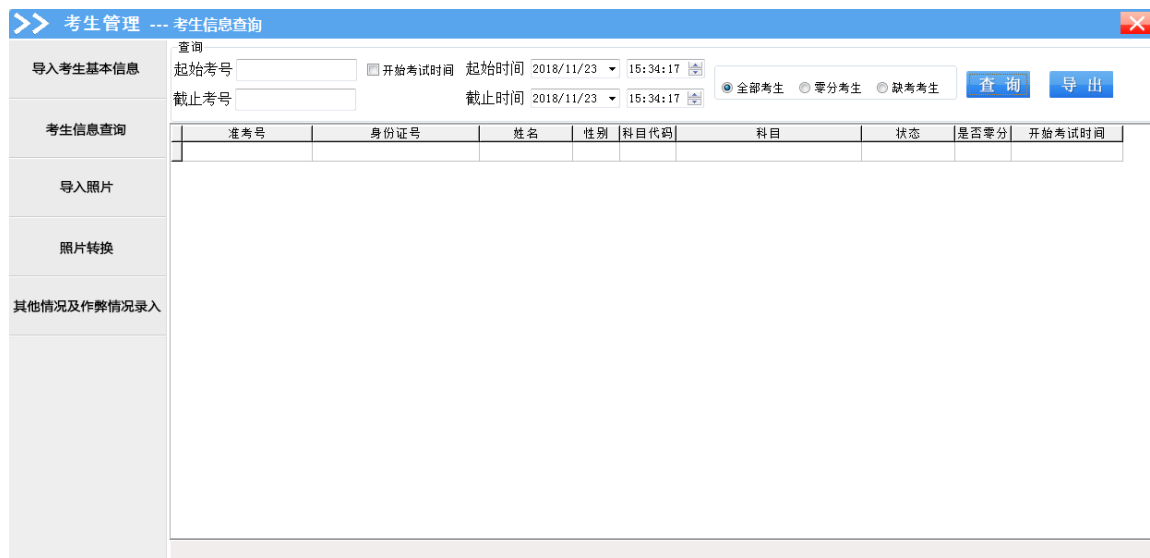 考生管理 --- 考生信息查询
导入考生基本信息
考生信息查询
导入照片
照片转换
其他情况及作弊情况录入
查询
起始考号 开始考试时间 起始时间 2018/11/23 15:34:17
截止考号 截止时间 2018/11/23 15:34:17
全部考生 零分考生 缺考考生 查询 导出
准考号 身份证号 姓名 性别 科目代码 科目 状态 是否零分 开始考试时间